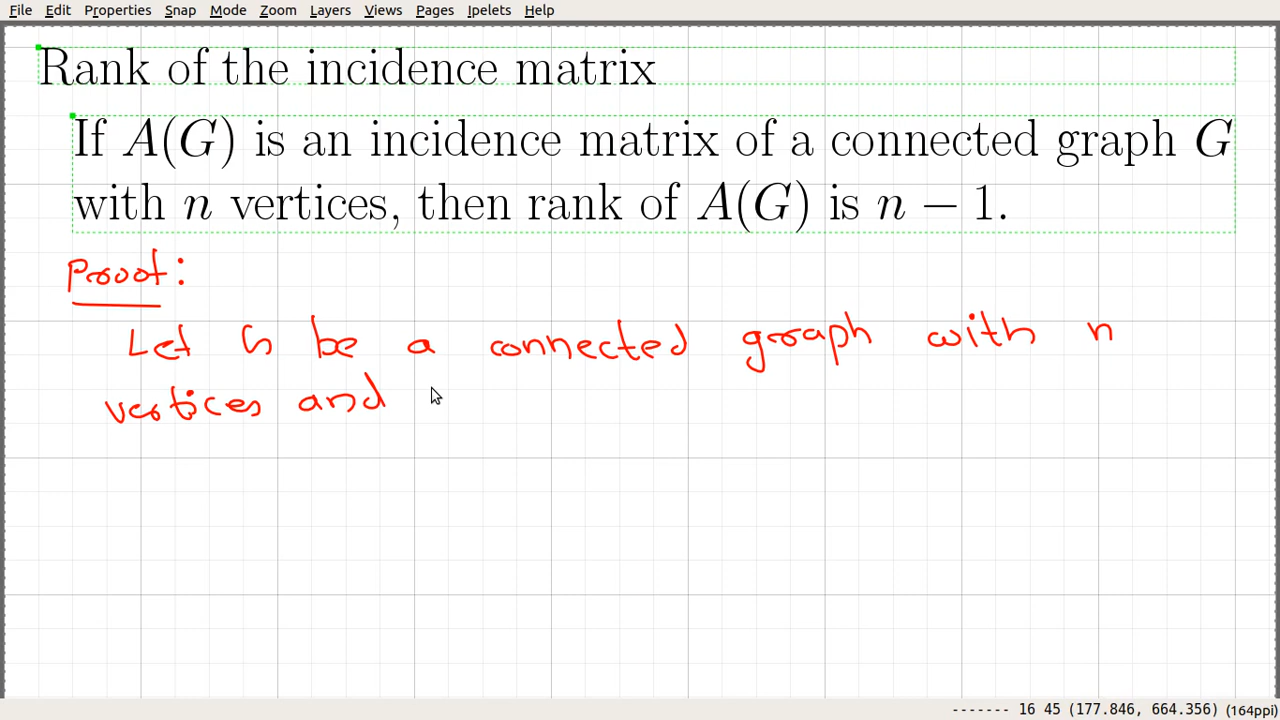 File Edit Properties Snap Mode Zoom Layers Views Pages Ipelets Help
Rank of the incidence matrix
If A(G) is an incidence matrix of a connected graph G
with n vertices, then rank of A(G) is n − 1.
Proof:
Let G be a connected graph with n
vertices and
------- 16 45 (177.846, 664.356) (164ppi)